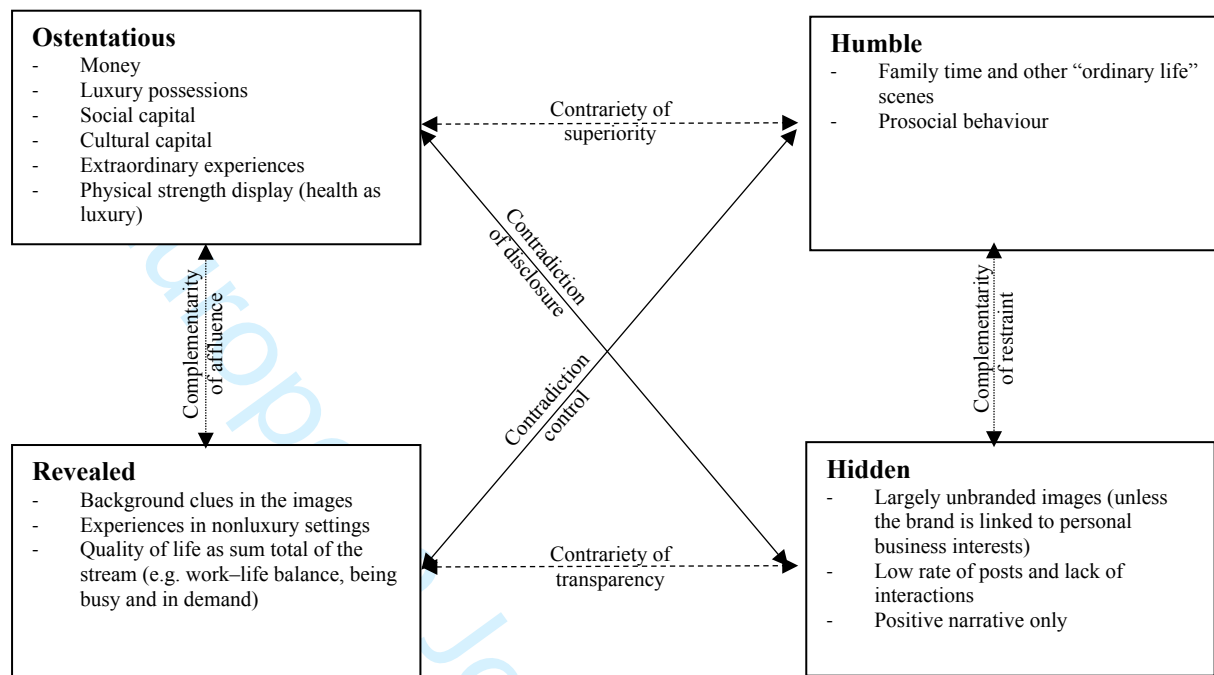 Ostentatious
- Money
- Luxury possessions
- Social capital
- Cultural capital
- Extraordinary experiences
- Physical strength display (health as
luxury)
Contrariety of
superiority
Humble
- Family time and other “ordinary life”
scenes
- Prosocial behaviour
Complementarity
of affluence
Contradiction
of disclosure
Contradiction
control
Complementarity
of restraint
Revealed
- Background clues in the images
- Experiences in nonluxury settings
- Quality of life as sum total of the
stream (e.g. work–life balance, being
busy and in demand)
Contrariety of
transparency
Hidden
- Largely unbranded images (unless
the brand is linked to personal
business interests)
- Low rate of posts and lack of
interactions
- Positive narrative only